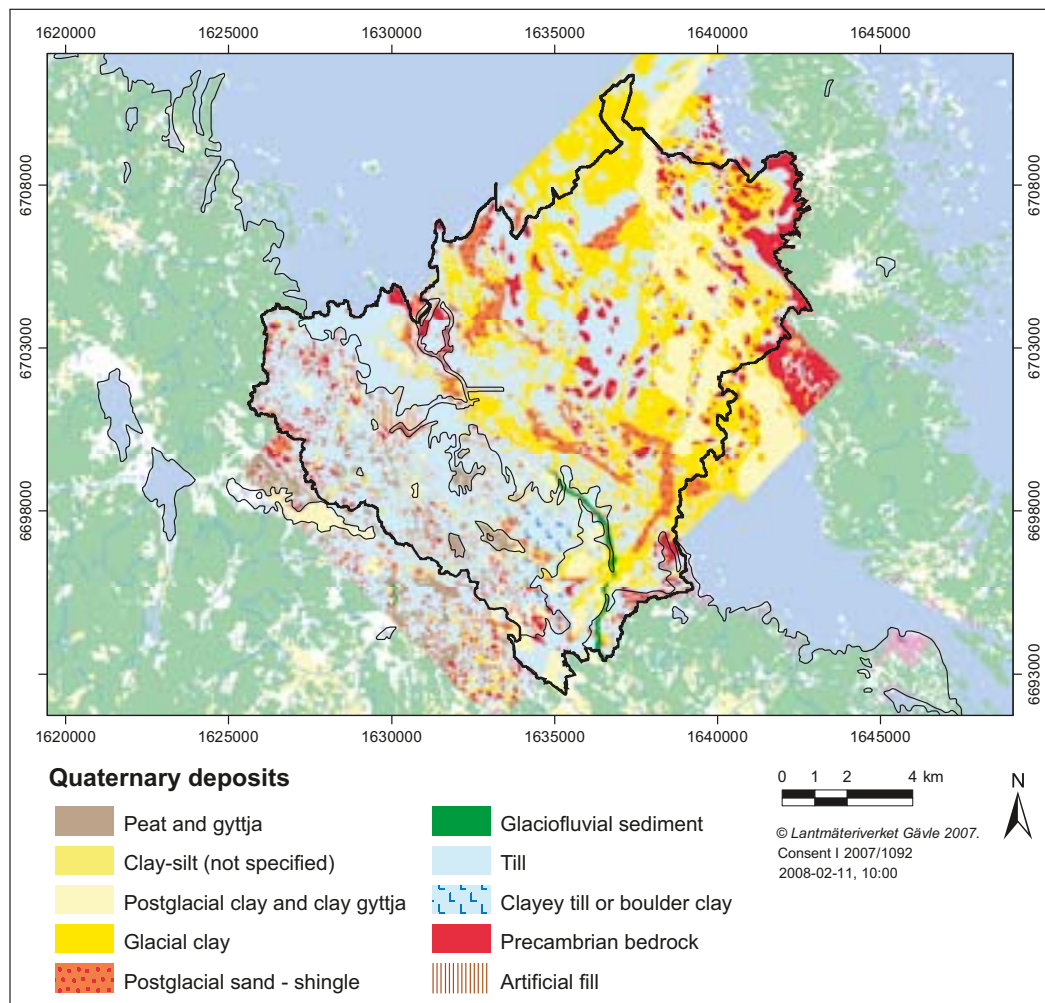 1620000 1625000 1630000 1635000 1640000 1645000
6708000 6708000
6703000 6703000
6698000 6698000
6693000 6693000
1620000 1625000 1630000 1635000 1640000 1645000
Quaternary deposits
Peat and gyttja
Clay-silt (not specified)
Postglacial clay and clay gyttja
Glacial clay
Postglacial sand - shingle
Glaciofluvial sediment
Till
Clayey till or boulder clay
Precambrian bedrock
Artificial fill
0 1 2 4 km
N
© Lantmäteriverket Gävle 2007.
Consent I 2007/1092
2008-02-11, 10:00